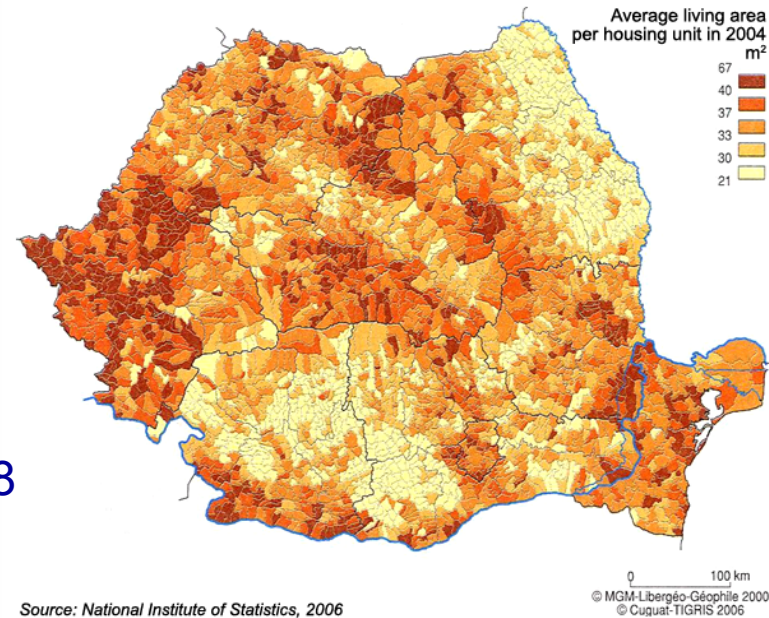 Average living area
per housing unit in 2004
m²
67
40
37
33
30
21
8
0 100 km
© MGM-Libergéo-Géophile 2000
© Cuguat-TIGRIS 2006
Source: National Institute of Statistics, 2006